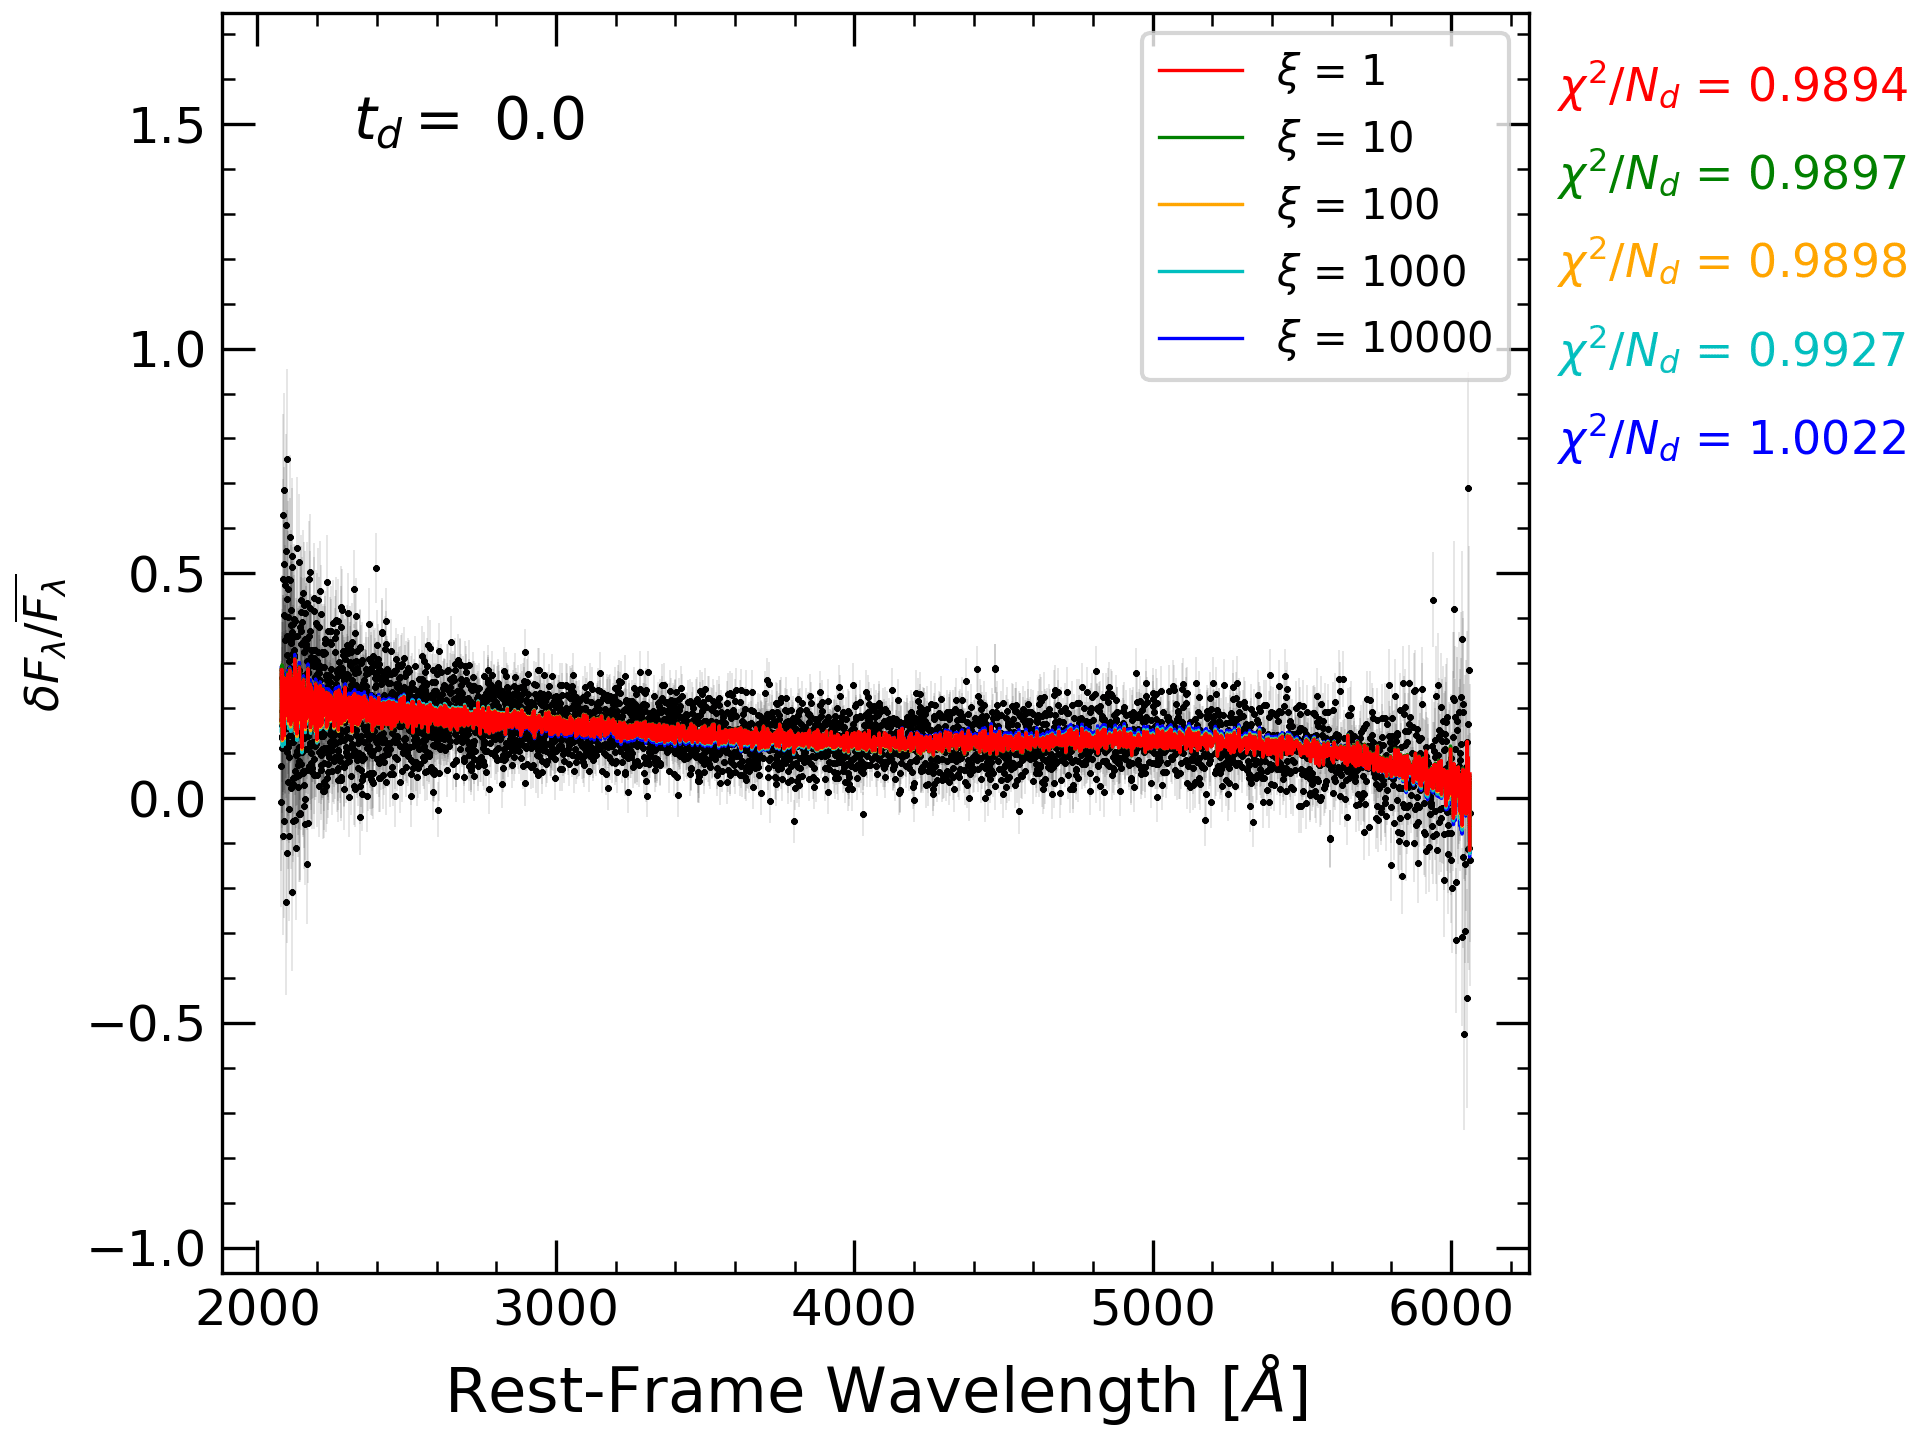 t_d = 0.0
ξ = 1
ξ = 10
ξ = 100
ξ = 1000
ξ = 10000
χ²/N_d = 0.9894
χ²/N_d = 0.9897
χ²/N_d = 0.9898
χ²/N_d = 0.9927
χ²/N_d = 1.0022
1.5
1.0
0.5
0.0
−0.5
−1.0
δF_λ/F̅_λ
2000 3000 4000 5000 6000
Rest-Frame Wavelength [Å]